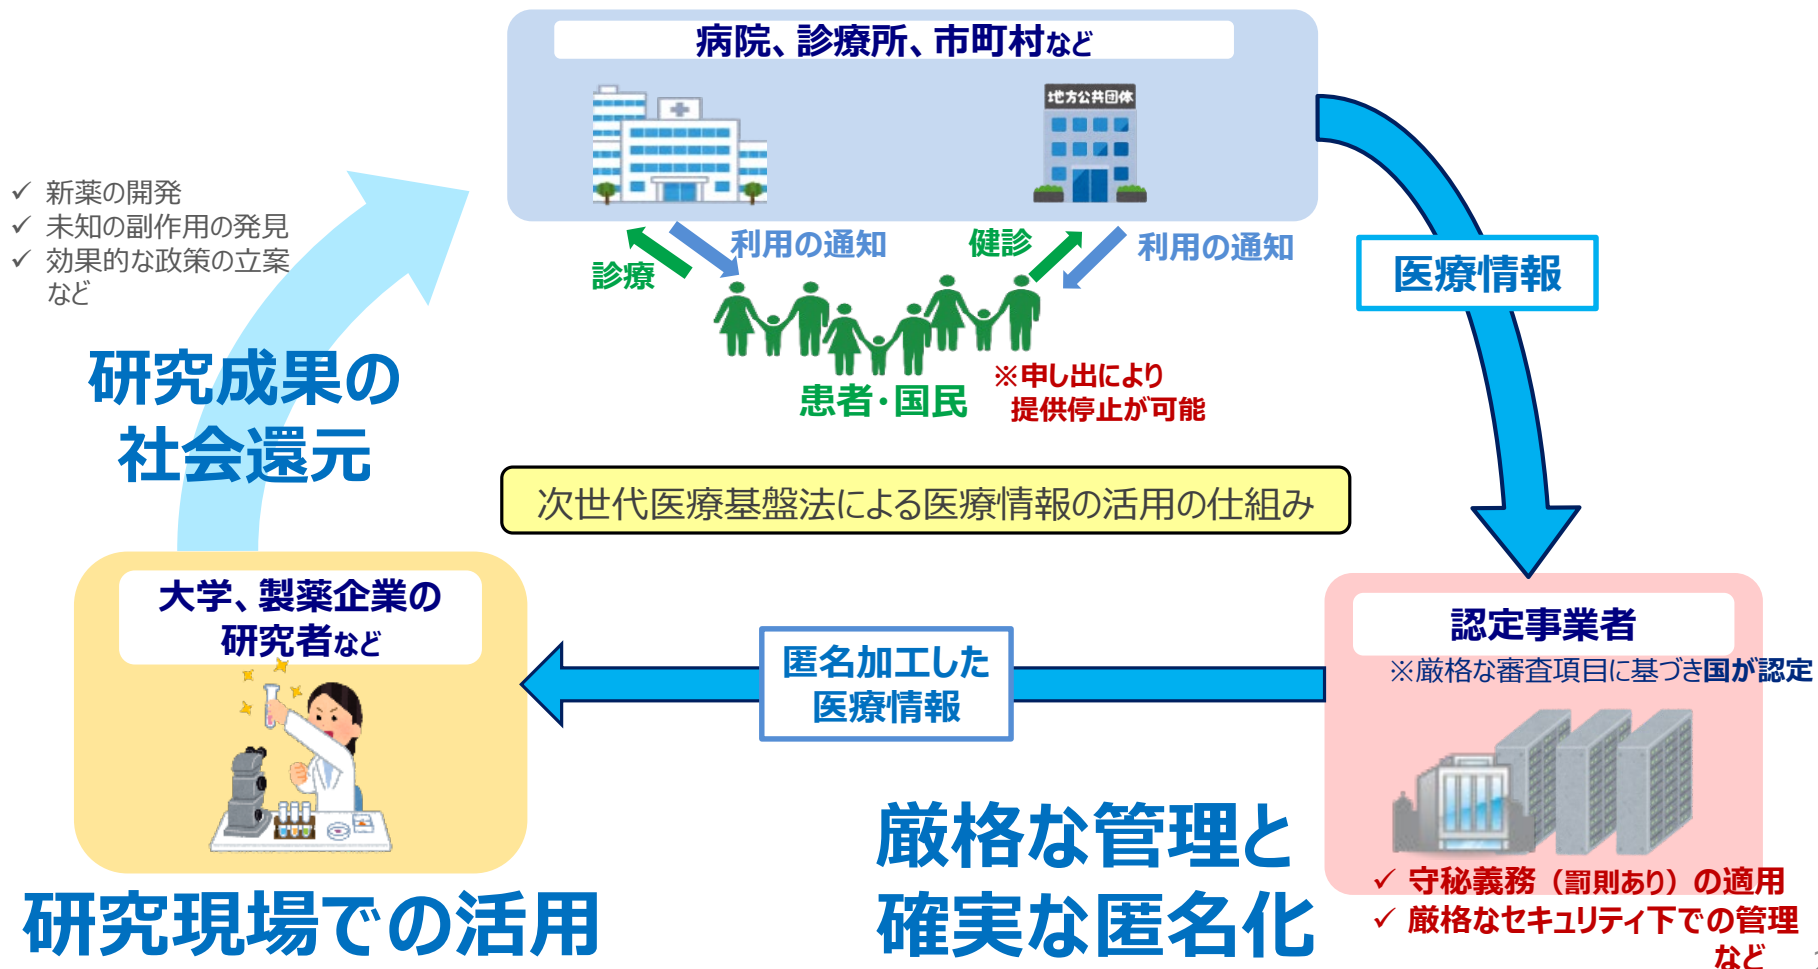 病院、診療所、市町村など
地方公共団体
✓ 新薬の開発
✓ 未知の副作用の発見
✓ 効果的な政策の立案
など
診療
利用の通知
健診
利用の通知
医療情報
患者・国民
※申し出により
提供停止が可能
研究成果の
社会還元
次世代医療基盤法による医療情報の活用の仕組み
大学、製薬企業の
研究者など
匿名加工した
医療情報
認定事業者
※厳格な審査項目に基づき国が認定
厳格な管理と
確実な匿名化
✓ 守秘義務（罰則あり）の適用
✓ 厳格なセキュリティ下での管理
など
研究現場での活用